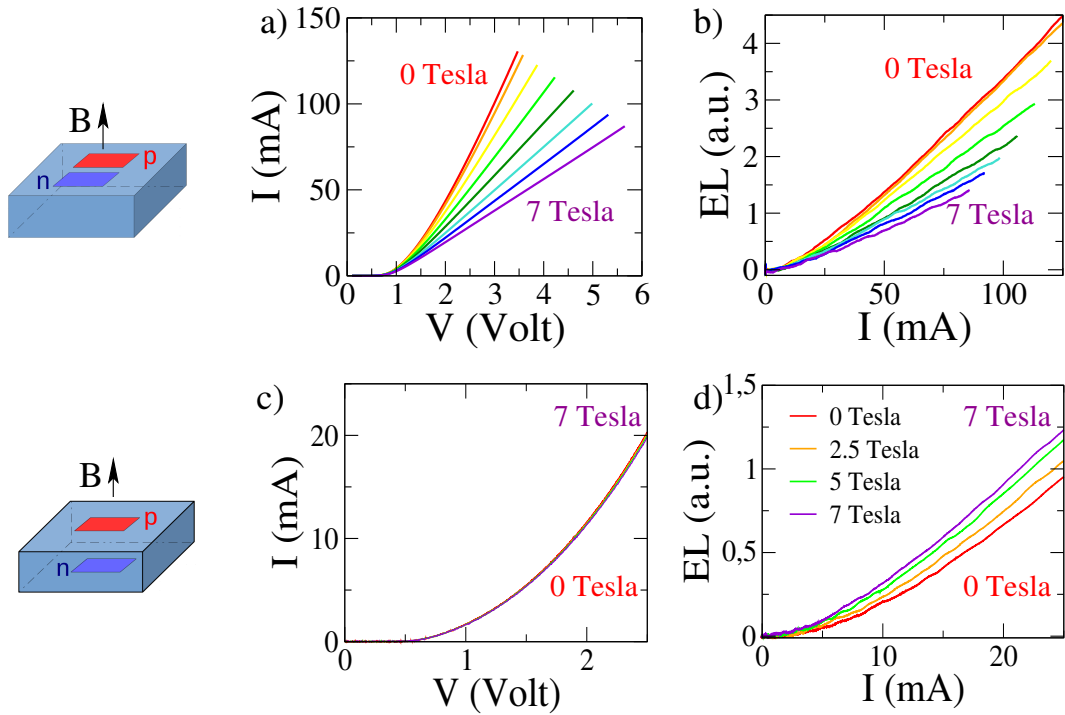 a)
I (mA)
150
100
50
0
0 Tesla
7 Tesla
0 1 2 3 4 5 6
V (Volt)
B
p
n
b)
EL (a.u.)
4
3
2
1
0
0 Tesla
7 Tesla
0 50 100
I (mA)
c)
I (mA)
20
10
0
7 Tesla
0 Tesla
0 1 2
V (Volt)
B
p
n
d)
EL (a.u.)
1,5
1
0,5
0
0 Tesla
2.5 Tesla
5 Tesla
7 Tesla
7 Tesla
0 Tesla
0 10 20
I (mA)